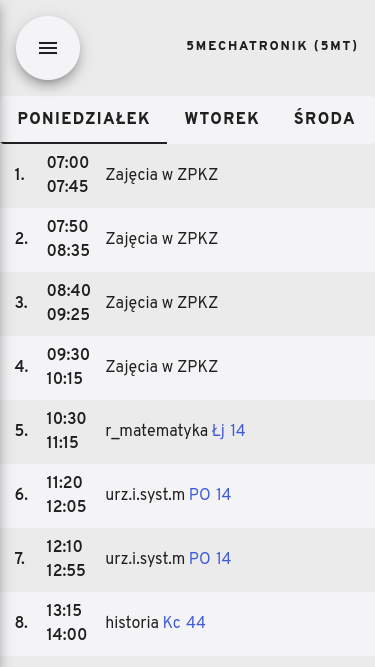 5MECHATRONIK (5MT)
PONIEDZIAŁEK WTOREK ŚRODA
1. 07:00 07:45 Zajęcia w ZPKZ
2. 07:50 08:35 Zajęcia w ZPKZ
3. 08:40 09:25 Zajęcia w ZPKZ
4. 09:30 10:15 Zajęcia w ZPKZ
5. 10:30 11:15 r_matematyka Łj 14
6. 11:20 12:05 urz.i.syst.m PO 14
7. 12:10 12:55 urz.i.syst.m PO 14
8. 13:15 14:00 historia Kc 44